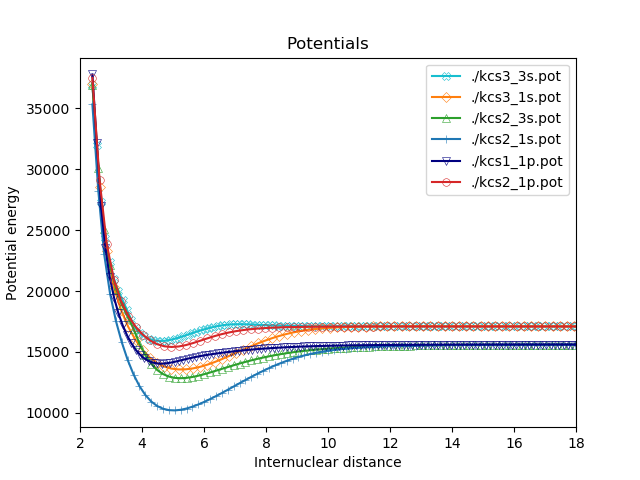 Potentials
Potential energy
35000
30000
25000
20000
15000
10000
./kcs3_3s.pot
./kcs3_1s.pot
./kcs2_3s.pot
./kcs2_1s.pot
./kcs1_1p.pot
./kcs2_1p.pot
2 4 6 8 10 12 14 16 18
Internuclear distance